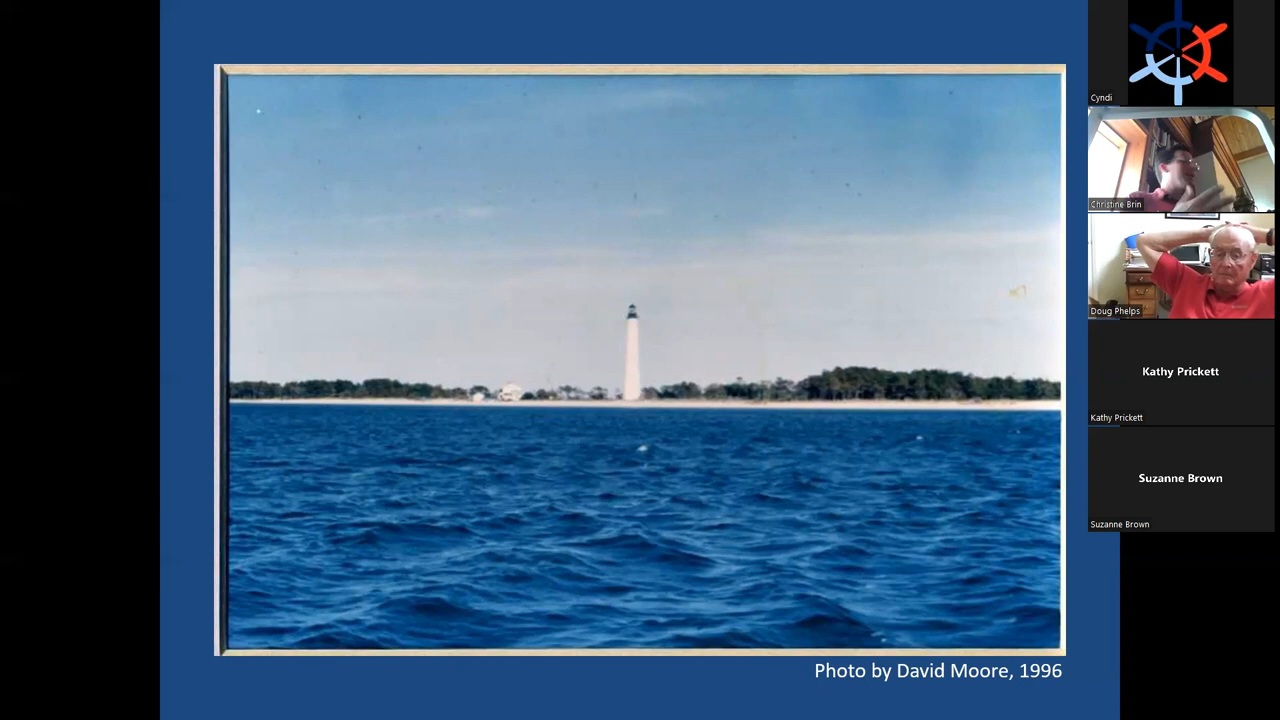 Cyndi
Christine Brin
Doug Phelps
Kathy Prickett
Kathy Prickett
Suzanne Brown
Suzanne Brown
Photo by David Moore, 1996